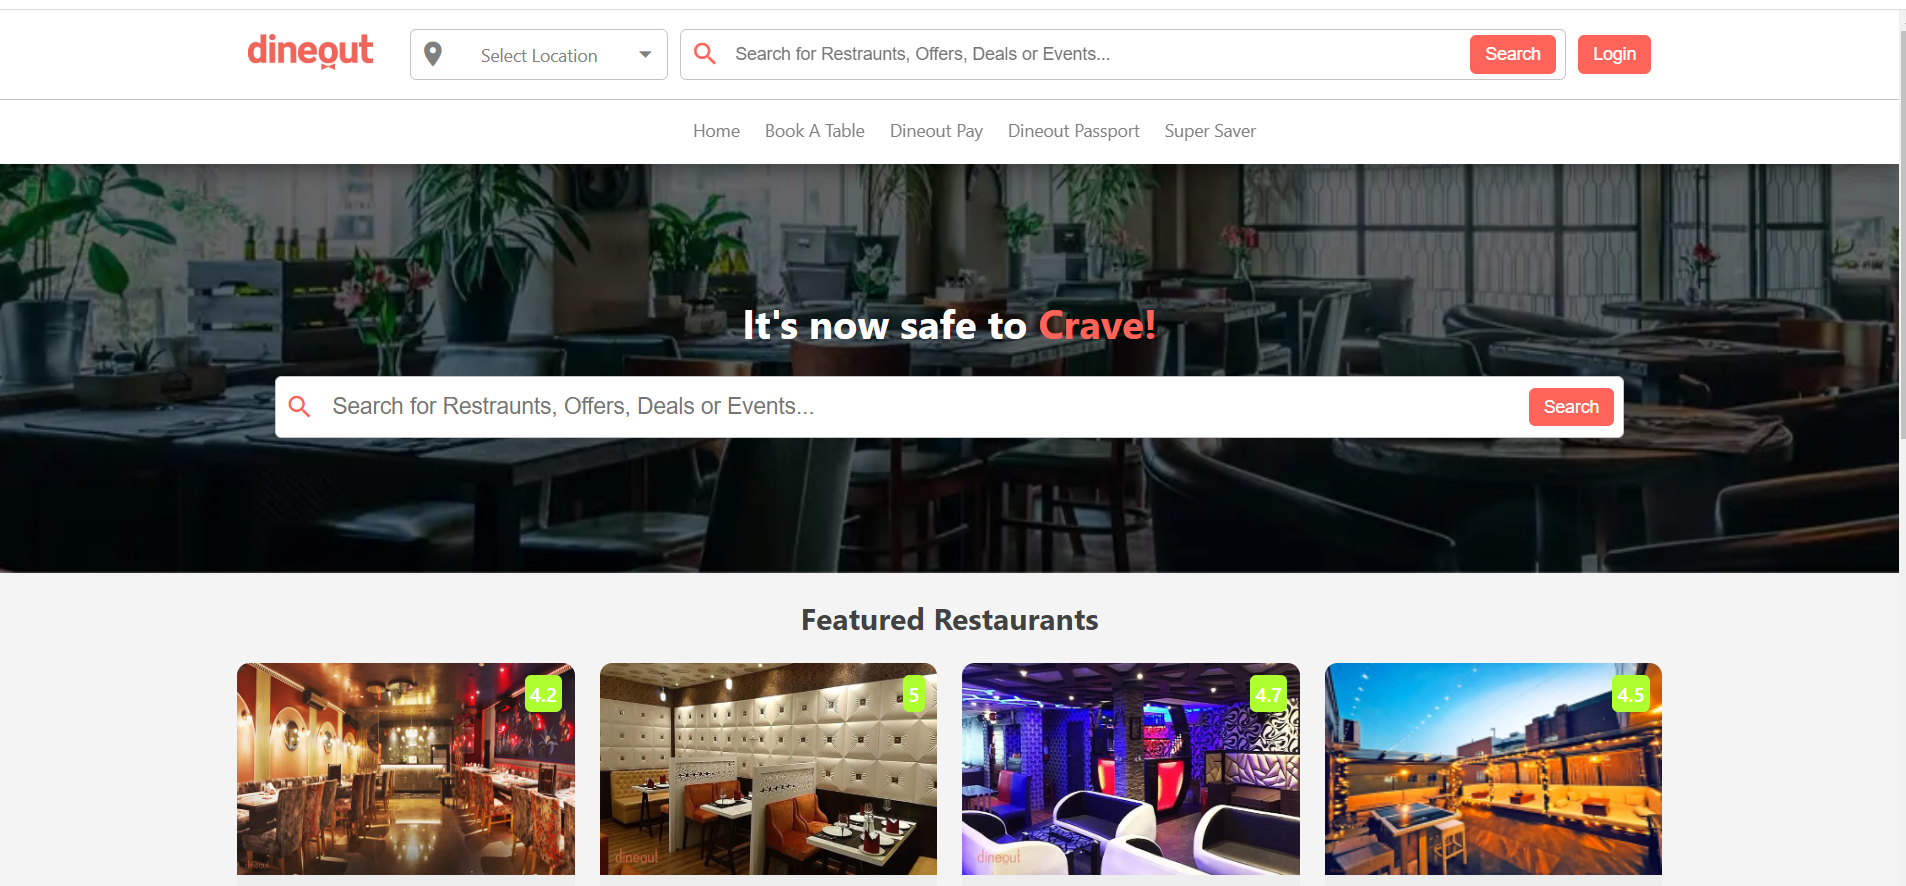 dineout
Select Location
Search for Restraunts, Offers, Deals or Events...
Search
Login
Home
Book A Table
Dineout Pay
Dineout Passport
Super Saver
It's now safe to Crave!
Search for Restraunts, Offers, Deals or Events...
Search
Featured Restaurants
4.2
5
4.7
4.5
dineout
dineout
dineout